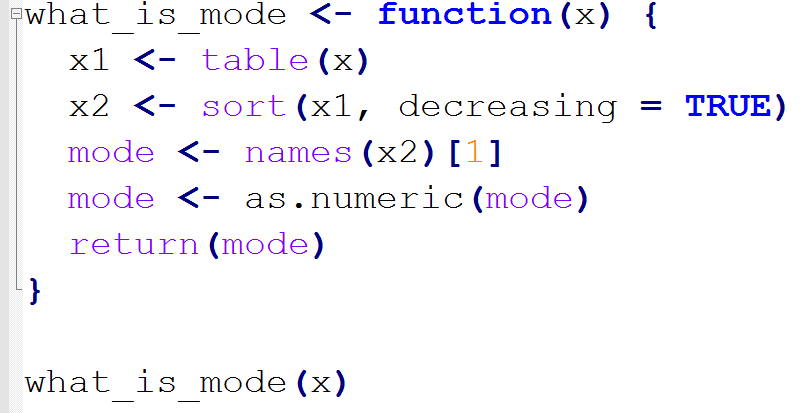 what_is_mode <- function(x) {
  x1 <- table(x)
  x2 <- sort(x1, decreasing = TRUE)
  mode <- names(x2)[1]
  mode <- as.numeric(mode)
  return(mode)
}
what_is_mode(x)